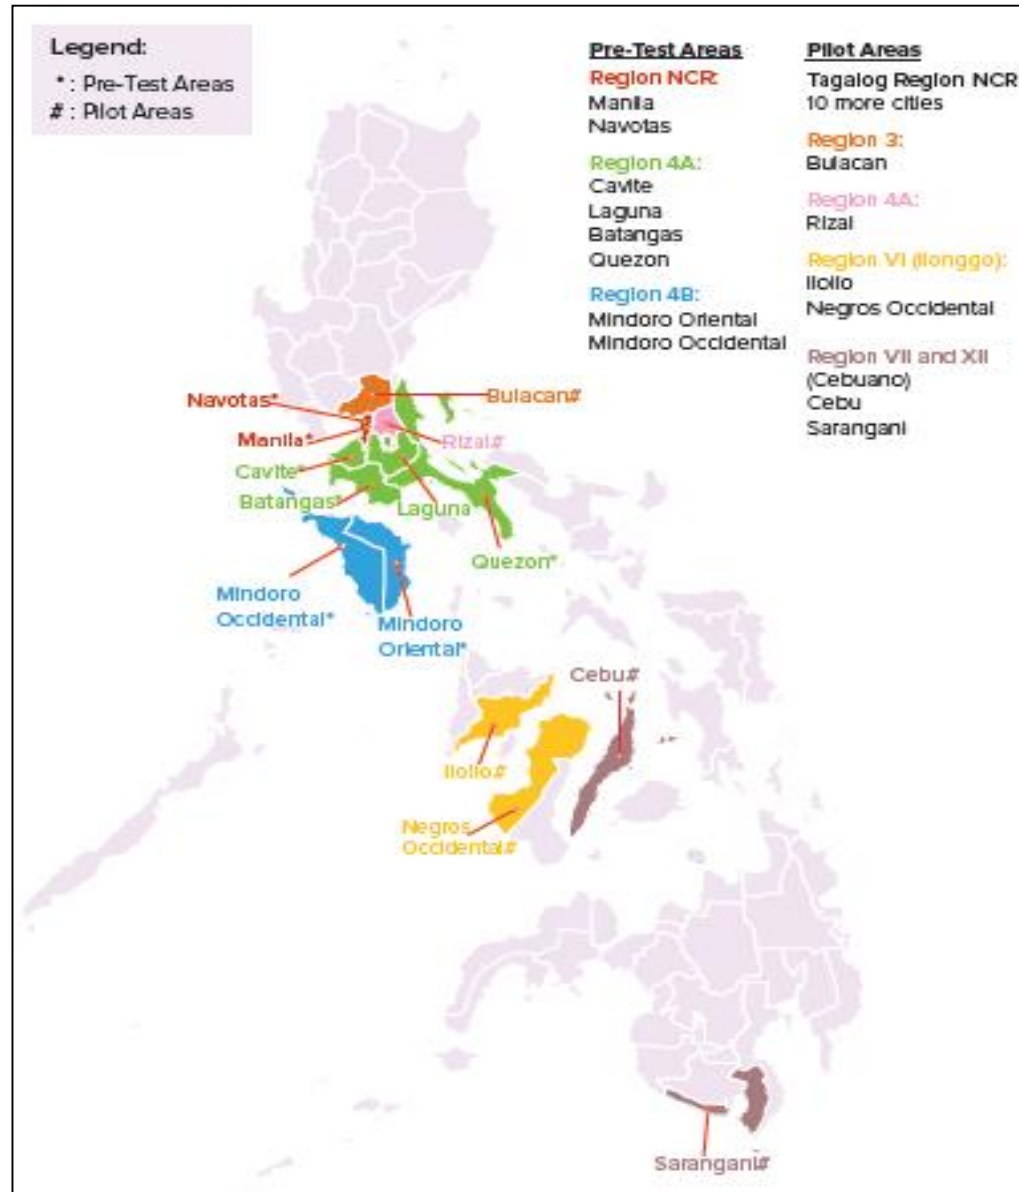 Legend:
* : Pre-Test Areas
# : Pilot Areas
Pre-Test Areas
Region NCR:
Manila
Navotas
Region 4A:
Cavite
Laguna
Batangas
Quezon
Region 4B:
Mindoro Oriental
Mindoro Occidental
Pilot Areas
Tagalog Region NCR
10 more cities
Region 3:
Bulacan
Region 4A:
Rizal
Region VI (Ilonggo):
Iloilo
Negros Occidental
Region VII and XII
(Cebuano)
Cebu
Sarangani
Navotas*
Bulacan#
Manila*
Rizal#
Cavite*
Batangas*
Laguna
Quezon*
Mindoro
Occidental*
Mindoro
Oriental*
Cebu#
Iloilo#
Negros
Occidental#
Sarangani#